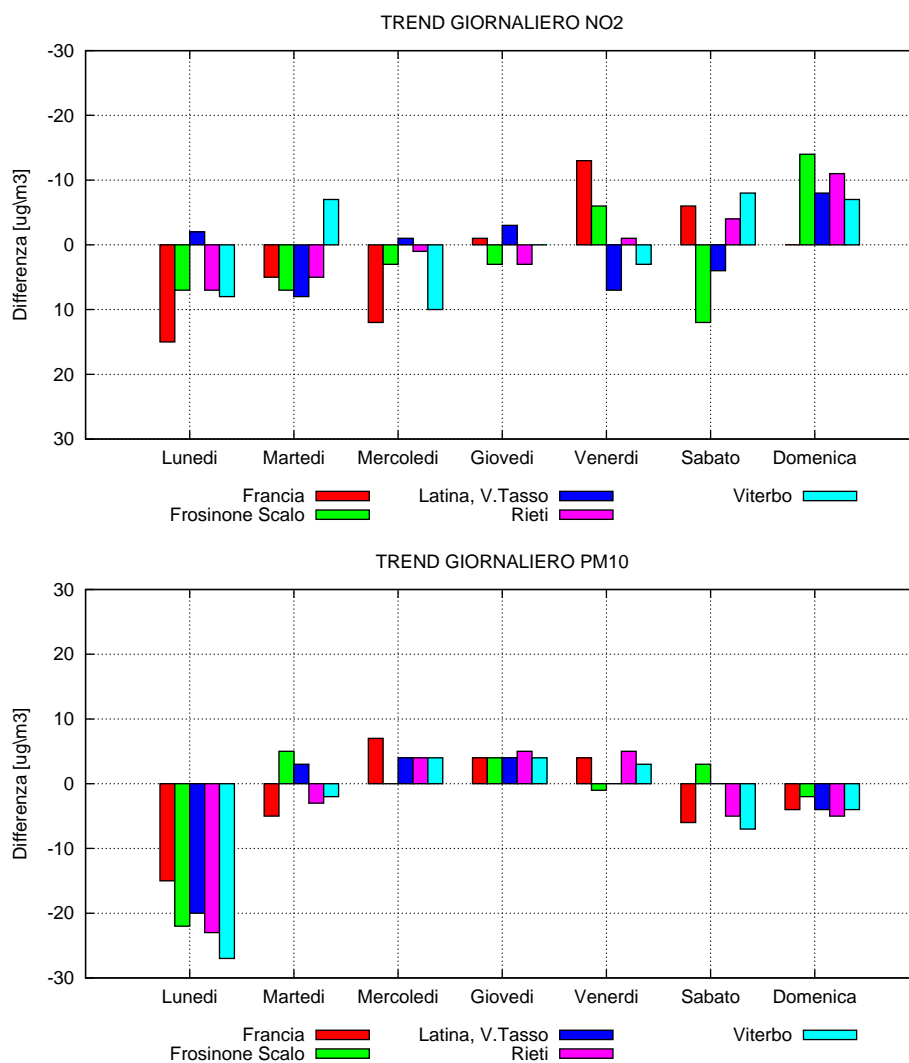 TREND GIORNALIERO NO2
-30
-20
-10
0
10
20
30
Differenza [ug\m3]
Lunedi Martedi Mercoledi Giovedi Venerdi Sabato Domenica
Francia Latina, V.Tasso Viterbo
Frosinone Scalo Rieti
TREND GIORNALIERO PM10
30
20
10
0
-10
-20
-30
Differenza [ug\m3]
Lunedi Martedi Mercoledi Giovedi Venerdi Sabato Domenica
Francia Latina, V.Tasso Viterbo
Frosinone Scalo Rieti